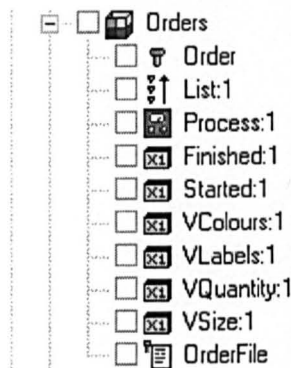 Orders
Order
List:1
Process:1
Finished:1
Started:1
VColours:1
VLabels:1
VQuantity:1
VSize:1
OrderFile